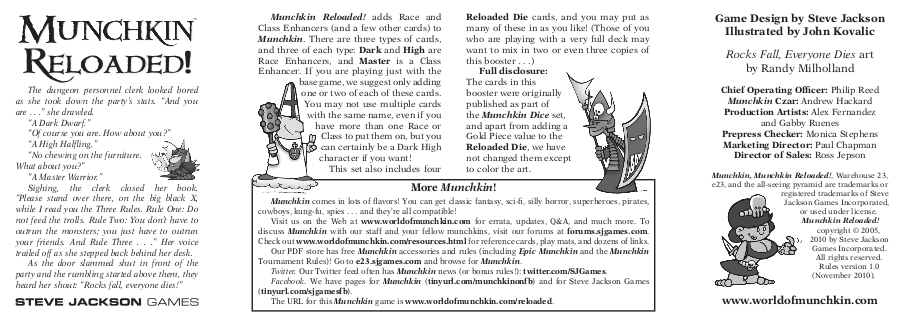 MUNCHKIN™
RELOADED!
The dungeon personnel clerk looked bored
as she took down the party's stats. "And you
are . . ." she drawled.
"A Dark Dwarf."
"Of course you are. How about you?"
"A High Halfling."
"No chewing on the furniture.
What about you?"
"A Master Warrior."
Sighing, the clerk closed her book.
"Please stand over there, on the big black X,
while I read you the Three Rules. Rule One: Do
not feed the trolls. Rule Two: You don't have to
outrun the monsters; you just have to outrun
your friends. And Rule Three . . ." Her voice
trailed off as she stepped back behind her desk.
As the door slammed shut in front of the
party and the rumbling started above them, they
heard her shout: "Rocks fall, everyone dies!"
STEVE JACKSON GAMES
Munchkin Reloaded! adds Race and
Class Enhancers (and a few other cards) to
Munchkin. There are three types of cards,
and three of each type: Dark and High are
Race Enhancers, and Master is a Class
Enhancer. If you are playing just with the
base game, we suggest only adding
one or two of each of these cards.
You may not use multiple cards
with the same name, even if you
have more than one Race or
Class to put them on, but you
can certainly be a Dark High
character if you want!
This set also includes four
Reloaded Die cards, and you may put as
many of these in as you like! (Those of you
who are playing with a very full deck may
want to mix in two or even three copies of
this booster . . .)
Full disclosure:
The cards in this
booster were originally
published as part of
the Munchkin Dice set,
and apart from adding a
Gold Piece value to the
Reloaded Die, we have
not changed them except
to color the art.
More Munchkin!
Munchkin comes in lots of flavors! You can get classic fantasy, sci-fi, silly horror, superheroes, pirates,
cowboys, kung-fu, spies . . . and they're all compatible!
Visit us on the Web at www.worldofmunchkin.com for errata, updates, Q&A, and much more. To
discuss Munchkin with our staff and your fellow munchkins, visit our forums at forums.sjgames.com.
Check out www.worldofmunchkin.com/resources.html for reference cards, play mats, and dozens of links.
Our PDF store has free Munchkin accessories and rules (including Epic Munchkin and the Munchkin
Tournament Rules)! Go to e23.sjgames.com and browse for Munchkin.
Twitter. Our Twitter feed often has Munchkin news (or bonus rules!): twitter.com/SJGames.
Facebook. We have pages for Munchkin (tinyurl.com/munchkinonfb) and for Steve Jackson Games
(tinyurl.com/sjgamesfb).
The URL for this Munchkin game is www.worldofmunchkin.com/reloaded.
Game Design by Steve Jackson
Illustrated by John Kovalic
Rocks Fall, Everyone Dies art
by Randy Milholland
Chief Operating Officer: Philip Reed
Munchkin Czar: Andrew Hackard
Production Artists: Alex Fernandez
and Gabby Ruenes
Prepress Checker: Monica Stephens
Marketing Director: Paul Chapman
Director of Sales: Ross Jepson
Munchkin, Munchkin Reloaded!, Warehouse 23,
e23, and the all-seeing pyramid are trademarks or
registered trademarks of Steve
Jackson Games Incorporated,
or used under license.
Munchkin Reloaded!
copyright © 2005,
2010 by Steve Jackson
Games Incorporated.
All rights reserved.
Rules version 1.0
(November 2010).
www.worldofmunchkin.com